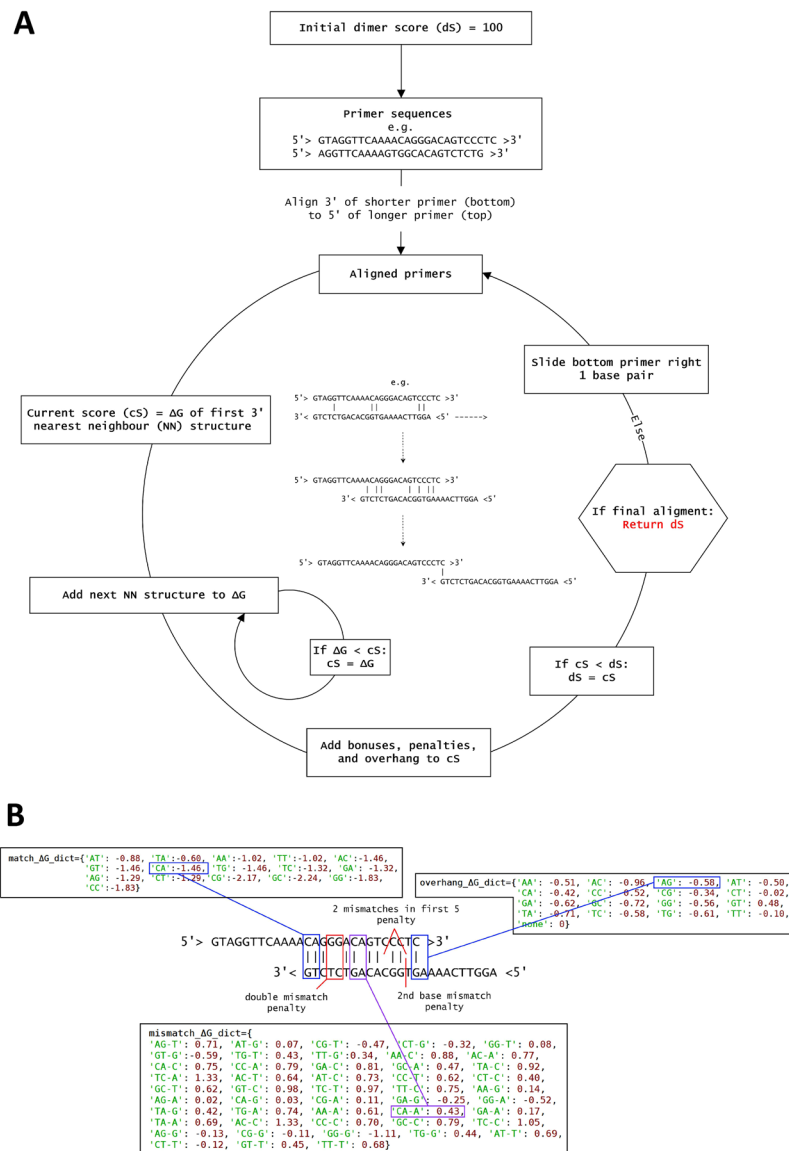 A
Initial dimer score (dS) = 100
Primer sequences
e.g.
5'> GTAGGTTCAAAACAGGGACAGTCCCTC >3'
5'> AGGTTCAAAAGTGGCACAGTCTCTG >3'
Align 3' of shorter primer (bottom)
to 5' of longer primer (top)
Aligned primers
Slide bottom primer right
1 base pair
Else
If final aligment:
Return dS
If cS < dS:
dS = cS
Add bonuses, penalties,
and overhang to cS
If ΔG < cS:
cS = ΔG
Add next NN structure to ΔG
Current score (cS) = ΔG of first 3'
nearest neighbour (NN) structure
e.g.
5'> GTAGGTTCAAAACAGGGACAGTCCCTC >3'
3'< GTCTCTGACACGGTGAAAACTTGGA <5' ------>
5'> GTAGGTTCAAAACAGGGACAGTCCCTC >3'
3'< GTCTCTGACACGGTGAAAACTTGGA <5'
5'> GTAGGTTCAAAACAGGGACAGTCCCTC >3'
3'< GTCTCTGACACGGTGAAAACTTGGA <5'
B
match_ΔG_dict={'AT': -0.88, 'TA':-0.60, 'AA':-1.02, 'TT':-1.02, 'AC':-1.46,
'GT': -1.46, 'CA':-1.46, 'TG': -1.46, 'TC':-1.32, 'GA': -1.32,
'AG': -1.29, 'CT':-1.29, 'CG':-2.17, 'GC':-2.24, 'GG':-1.83,
'CC':-1.83}
overhang_ΔG_dict={'AA': -0.51, 'AC': -0.96, 'AG': -0.58, 'AT': -0.50,
'CA': -0.42, 'CC': -0.52, 'CG': -0.34, 'CT': -0.02,
'GA': -0.62, 'GC': -0.72, 'GG': -0.56, 'GT': 0.48,
'TA': -0.71, 'TC': -0.58, 'TG': -0.61, 'TT': -0.10,
'none': 0}
2 mismatches in first 5
penalty
5'> GTAGGTTCAAAACAGGGACAGTCCCTC >3'
3'< GTCTCTGACACGGTGAAAACTTGGA <5'
double mismatch
penalty
2nd base mismatch
penalty
mismatch_ΔG_dict={
'AG-T': 0.71, 'AT-G': 0.07, 'CG-T': -0.47, 'CT-G': -0.32, 'GG-T': 0.08,
'GT-G':-0.59, 'TG-T': 0.43, 'TT-G':0.34, 'AA-C': 0.88, 'AC-A': 0.77,
'CA-C': 0.75, 'CC-A': 0.79, 'GA-C': 0.81, 'GC-A': 0.47, 'TA-C': 0.92,
'TC-A': 1.33, 'AC-T': 0.64, 'AT-C': 0.73, 'CC-T': 0.62, 'CT-C': 0.40,
'GC-T': 0.62, 'GT-C': 0.98, 'TC-T': 0.97, 'TT-C': 0.75, 'AA-G': 0.14,
'AG-A': 0.02, 'CA-G': 0.03, 'CG-A': 0.11, 'GA-G': -0.25, 'GG-A': -0.52,
'TA-G': 0.42, 'TG-A': 0.74, 'AA-A': 0.61, 'CA-A': 0.43, 'GA-A': 0.17,
'TA-A': 0.69, 'AC-C': 1.33, 'CC-C': 0.70, 'GC-C': 0.79, 'TC-C': 1.05,
'AG-G': -0.13, 'CG-G': -0.11, 'GG-G': -1.11, 'TG-G': 0.44, 'AT-T': 0.69,
'CT-T': -0.12, 'GT-T': 0.45, 'TT-T': 0.68}